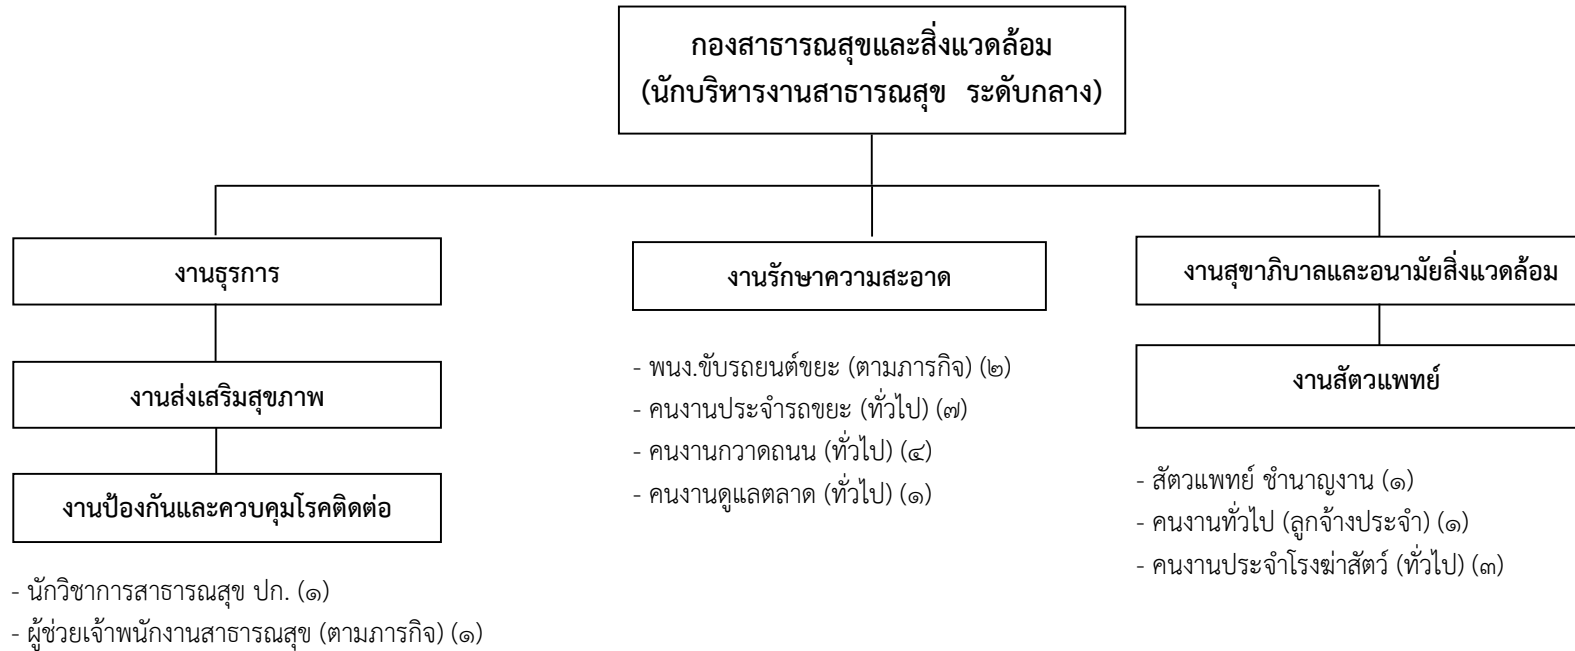 กองสาธารณสุขและสิ่งแวดล้อม
(นักบริหารงานสาธารณสุข ระดับกลาง)
งานธุรการ
งานส่งเสริมสุขภาพ
งานป้องกันและควบคุมโรคติดต่อ
- นักวิชาการสาธารณสุข ปก. (๑)
- ผู้ช่วยเจ้าพนักงานสาธารณสุข (ตามภารกิจ) (๑)
งานรักษาความสะอาด
- พนง.ขับรถยนต์ขยะ (ตามภารกิจ) (๒)
- คนงานประจำรถขยะ (ทั่วไป) (๗)
- คนงานกวาดถนน (ทั่วไป) (๔)
- คนงานดูแลตลาด (ทั่วไป) (๑)
งานสุขาภิบาลและอนามัยสิ่งแวดล้อม
งานสัตวแพทย์
- สัตวแพทย์ ชำนาญงาน (๑)
- คนงานทั่วไป (ลูกจ้างประจำ) (๑)
- คนงานประจำโรงฆ่าสัตว์ (ทั่วไป) (๓)